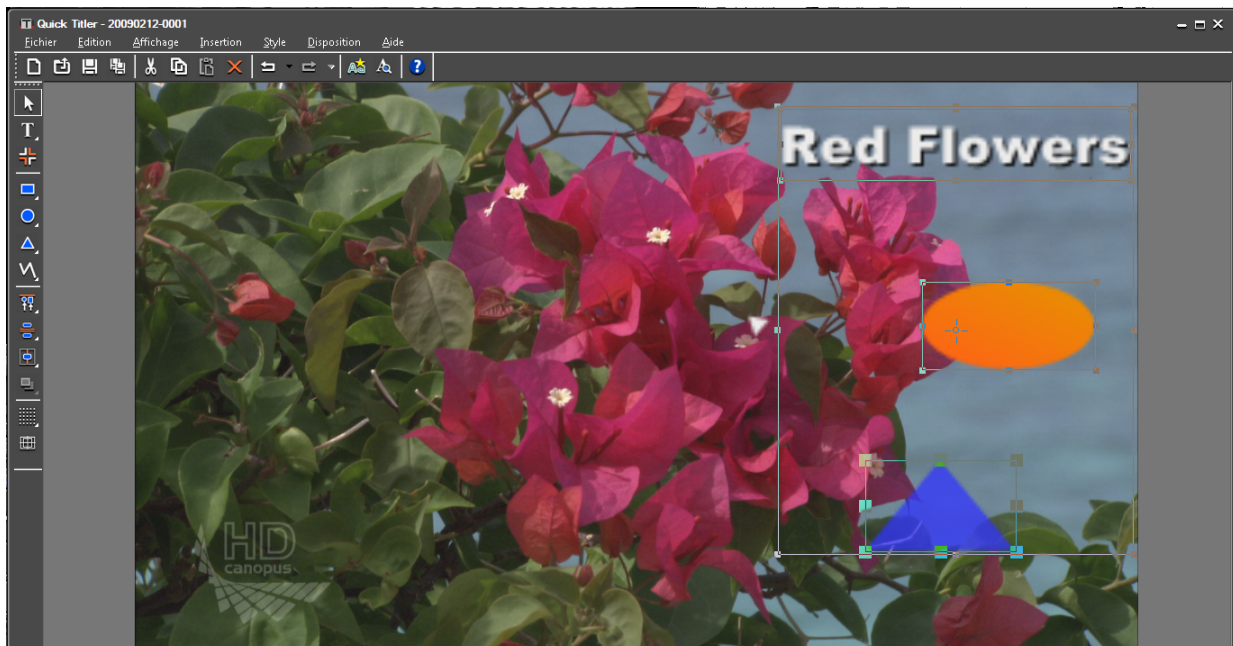 Quick Titler - 20090212-0001
Fichier Edition Affichage Insertion Style Disposition Aide
Red Flowers
HD
canopus